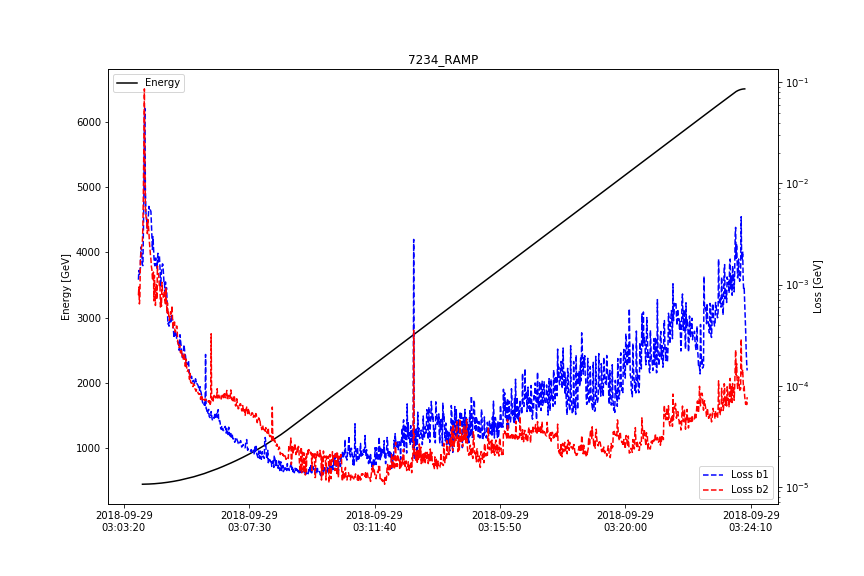 7234_RAMP
Energy
Energy [GeV]
6000
5000
4000
3000
2000
1000
10⁻¹
10⁻²
10⁻³
10⁻⁴
10⁻⁵
Loss [GeV]
Loss b1
Loss b2
2018-09-29 2018-09-29 2018-09-29 2018-09-29 2018-09-29 2018-09-29
03:03:20 03:07:30 03:11:40 03:15:50 03:20:00 03:24:10